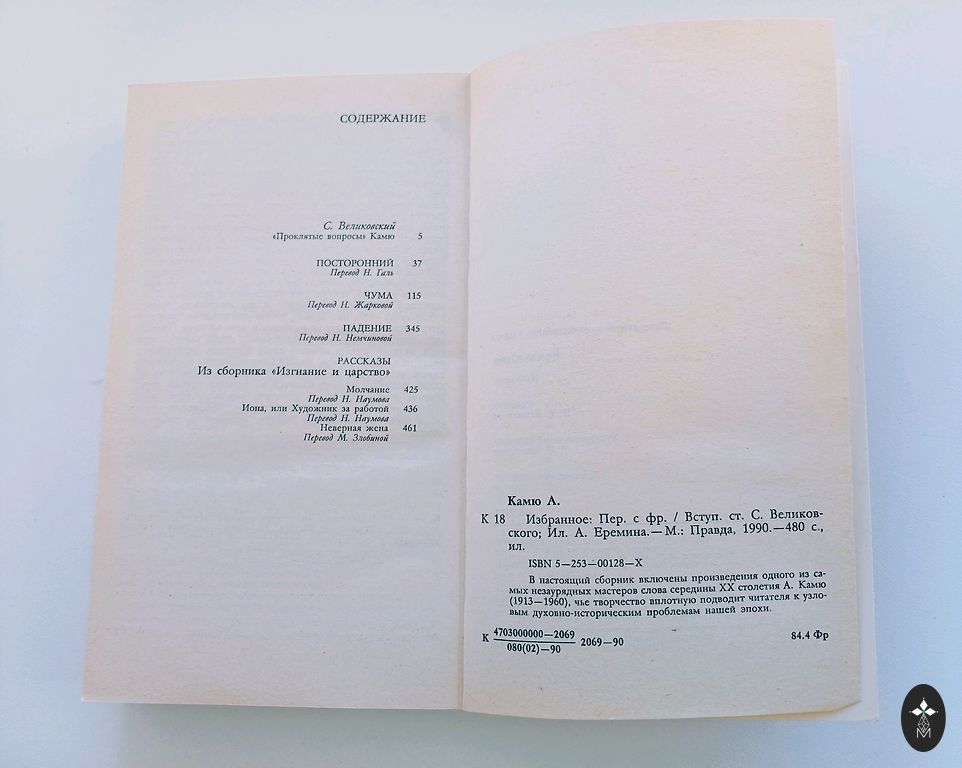 СОДЕРЖАНИЕ
С. Великовский
«Проклятые вопросы» Камю 5
ПОСТОРОННИЙ 37
Перевод Н. Галь
ЧУМА 115
Перевод Н. Жарковой
ПАДЕНИЕ 345
Перевод Н. Немчиновой
РАССКАЗЫ
Из сборника «Изгнание и царство»
Молчание 425
Перевод Н. Наумова
Иона, или Художник за работой 436
Перевод Н. Наумова
Неверная жена 461
Перевод М. Злобиной
Камю А.
К 18 Избранное: Пер. с фр. / Вступ. ст. С. Великов-
ского; Ил. А. Еремина.—М.: Правда, 1990.—480 с.,
ил.
ISBN 5—253—00128—X
В настоящий сборник включены произведения одного из са-
мых незаурядных мастеров слова середины XX столетия А. Камю
(1913—1960), чье творчество вплотную подводит читателя к узло-
вым духовно-историческим проблемам нашей эпохи.
К 4703000000—2069
080(02)—90 2069—90 84.4 Фр
М